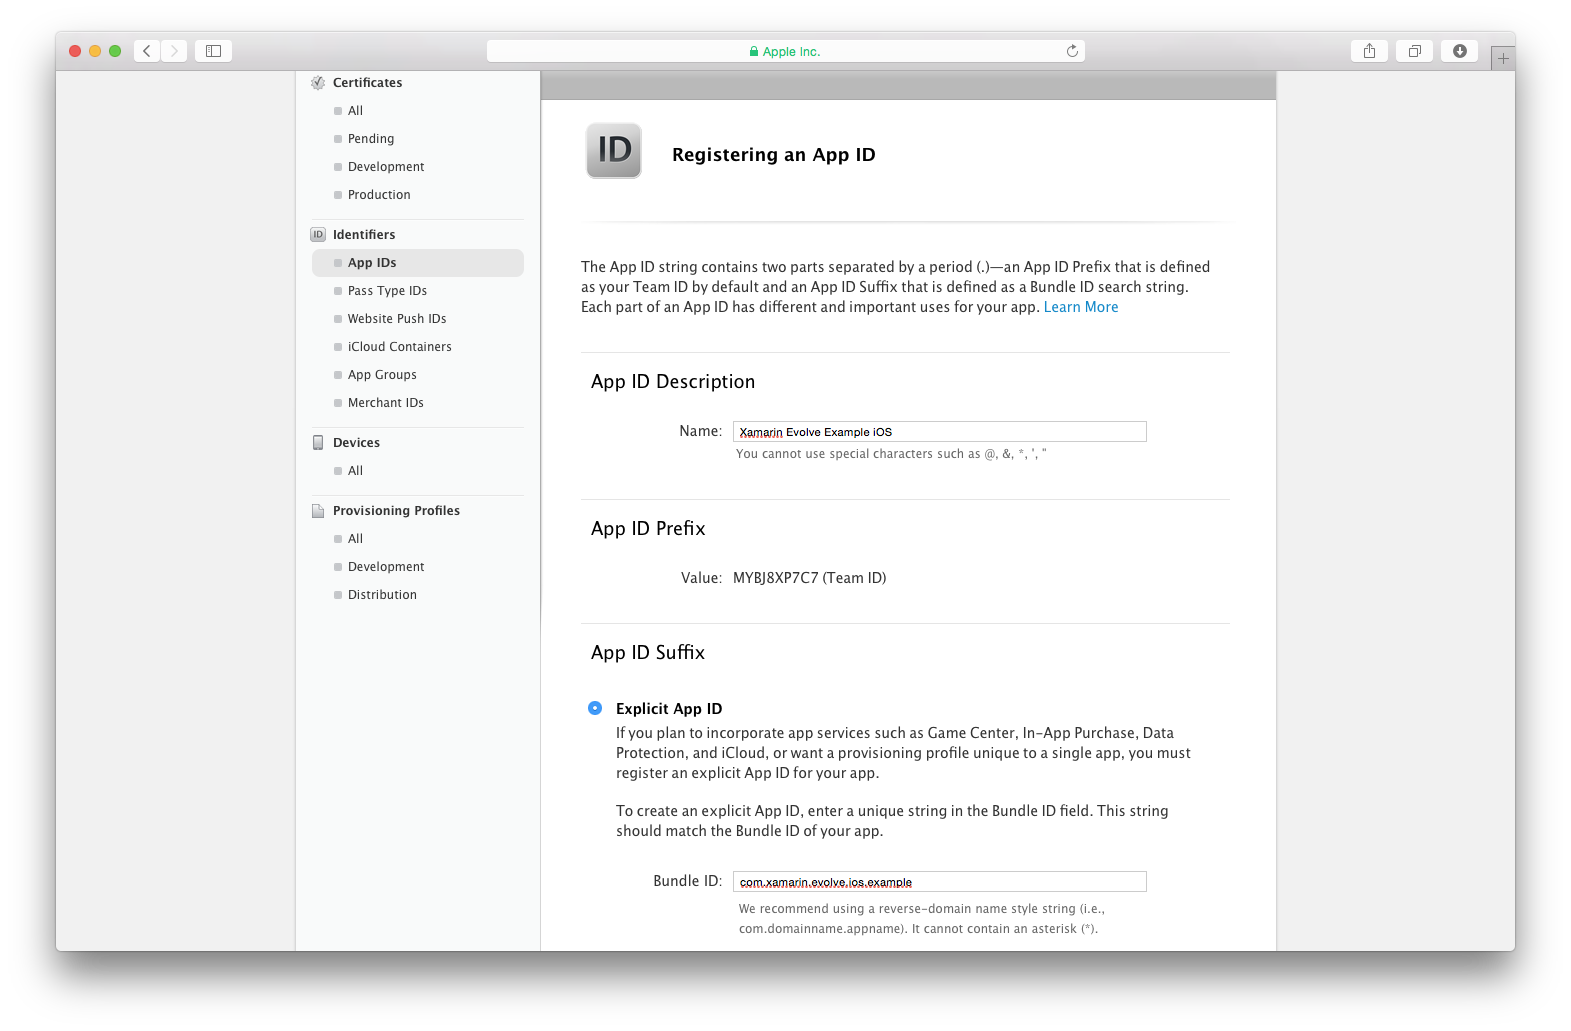 Apple Inc.
Certificates
All
Pending
Development
Production
ID
Identifiers
App IDs
Pass Type IDs
Website Push IDs
iCloud Containers
App Groups
Merchant IDs
Devices
All
Provisioning Profiles
All
Development
Distribution
ID
Registering an App ID
The App ID string contains two parts separated by a period (.)—an App ID Prefix that is defined
as your Team ID by default and an App ID Suffix that is defined as a Bundle ID search string.
Each part of an App ID has different and important uses for your app. Learn More
App ID Description
Name: Xamarin Evolve Example iOS
You cannot use special characters such as @, &, *, ', "
App ID Prefix
Value: MYBJ8XP7C7 (Team ID)
App ID Suffix
Explicit App ID
If you plan to incorporate app services such as Game Center, In-App Purchase, Data
Protection, and iCloud, or want a provisioning profile unique to a single app, you must
register an explicit App ID for your app.
To create an explicit App ID, enter a unique string in the Bundle ID field. This string
should match the Bundle ID of your app.
Bundle ID: com.xamarin.evolve.ios.example
We recommend using a reverse-domain name style string (i.e.,
com.domainname.appname). It cannot contain an asterisk (*).